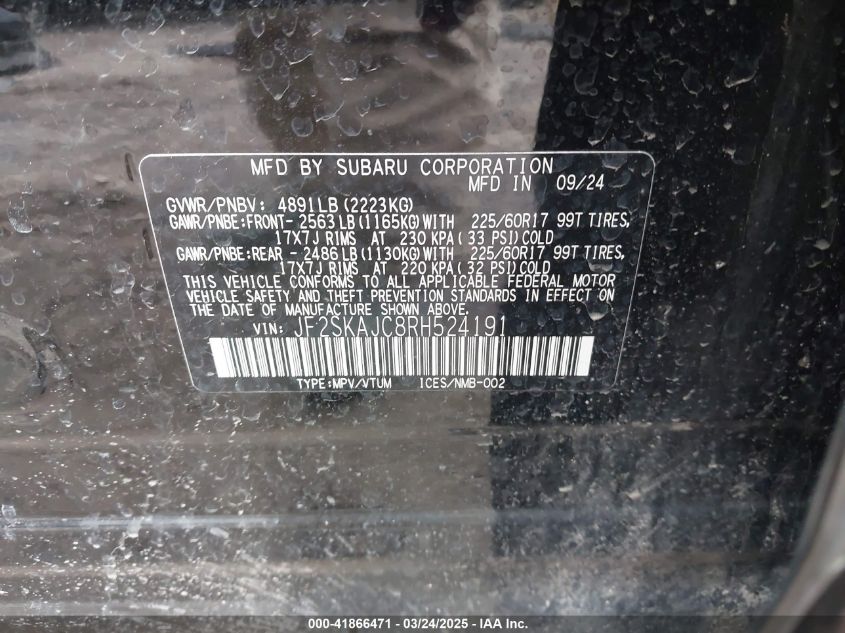 MFD BY SUBARU CORPORATION
MFD IN 09/24
GVWR/PNBV: 4891LB (2223KG)
GAWR/PNBE:FRONT- 2563LB(1165KG)WITH 225/60R17 99T TIRES,
17X7J RIMS AT 230 KPA( 33 PSI)COLD
GAWR/PNBE:REAR - 2486LB(1130KG)WITH 225/60R17 99T TIRES,
17X7J RIMS AT 220 KPA( 32 PSI)COLD
THIS VEHICLE CONFORMS TO ALL APPLICABLE FEDERAL MOTOR
VEHICLE SAFETY AND THEFT PREVENTION STANDARDS IN EFFECT ON
THE DATE OF MANUFACTURE SHOWN ABOVE.
VIN: JF2SKAJC8RH524191
TYPE:MPV/VTUM ICES/NMB-002
000-41866471 — 03/24/2025 — IAA Inc.